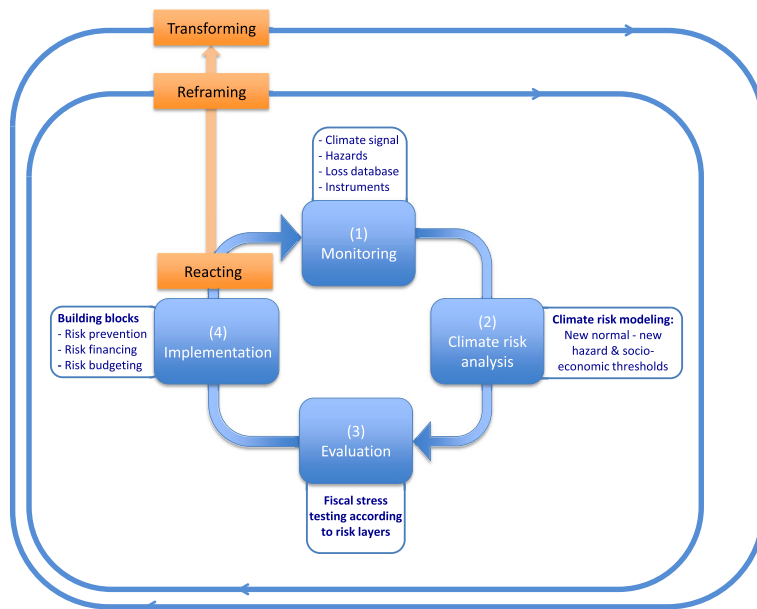 Transforming
Reframing
- Climate signal
- Hazards
- Loss database
- Instruments
(1)
Monitoring
Reacting
Building blocks
- Risk prevention
- Risk financing
- Risk budgeting
(4)
Implementation
(2)
Climate risk
analysis
Climate risk modeling:
New normal - new
hazard & socio-
economic thresholds
(3)
Evaluation
Fiscal stress
testing according
to risk layers